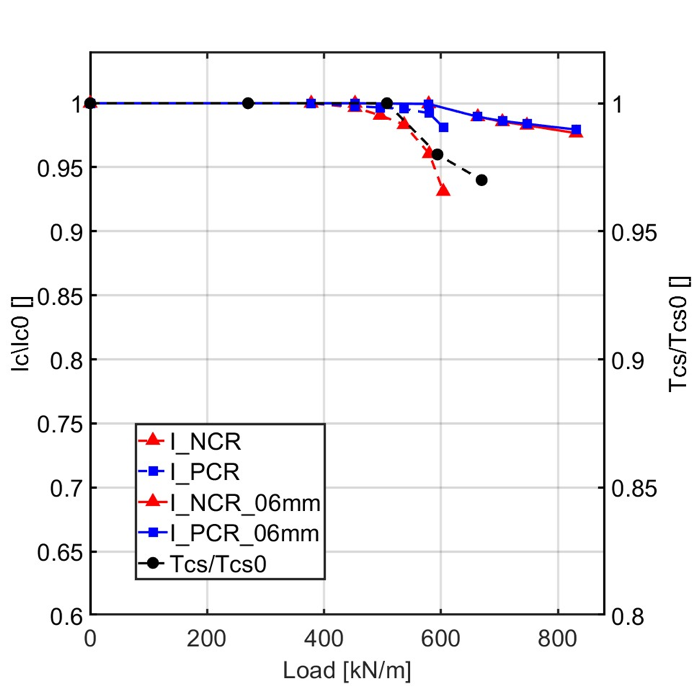 1
0.95
0.9
0.85
0.8
0.75
0.7
0.65
0.6
Ic\Ic0 []
1
0.95
0.9
0.85
0.8
Tcs/Tcs0 []
I_NCR
I_PCR
I_NCR_06mm
I_PCR_06mm
Tcs/Tcs0
0 200 400 600 800
Load [kN/m]